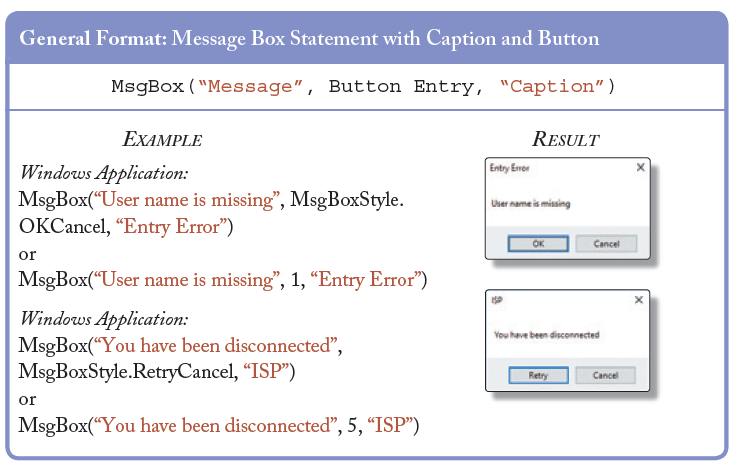 General Format: Message Box Statement with Caption and Button
MsgBox(“Message”, Button Entry, “Caption”)
EXAMPLE
Windows Application:
MsgBox(“User name is missing”, MsgBoxStyle.
OKCancel, “Entry Error”)
or
MsgBox(“User name is missing”, 1, “Entry Error”)
Windows Application:
MsgBox(“You have been disconnected”,
MsgBoxStyle.RetryCancel, “ISP”)
or
MsgBox(“You have been disconnected”, 5, “ISP”)
RESULT
Entry Error
User name is missing
OK Cancel
ISP
You have been disconnected
Retry Cancel